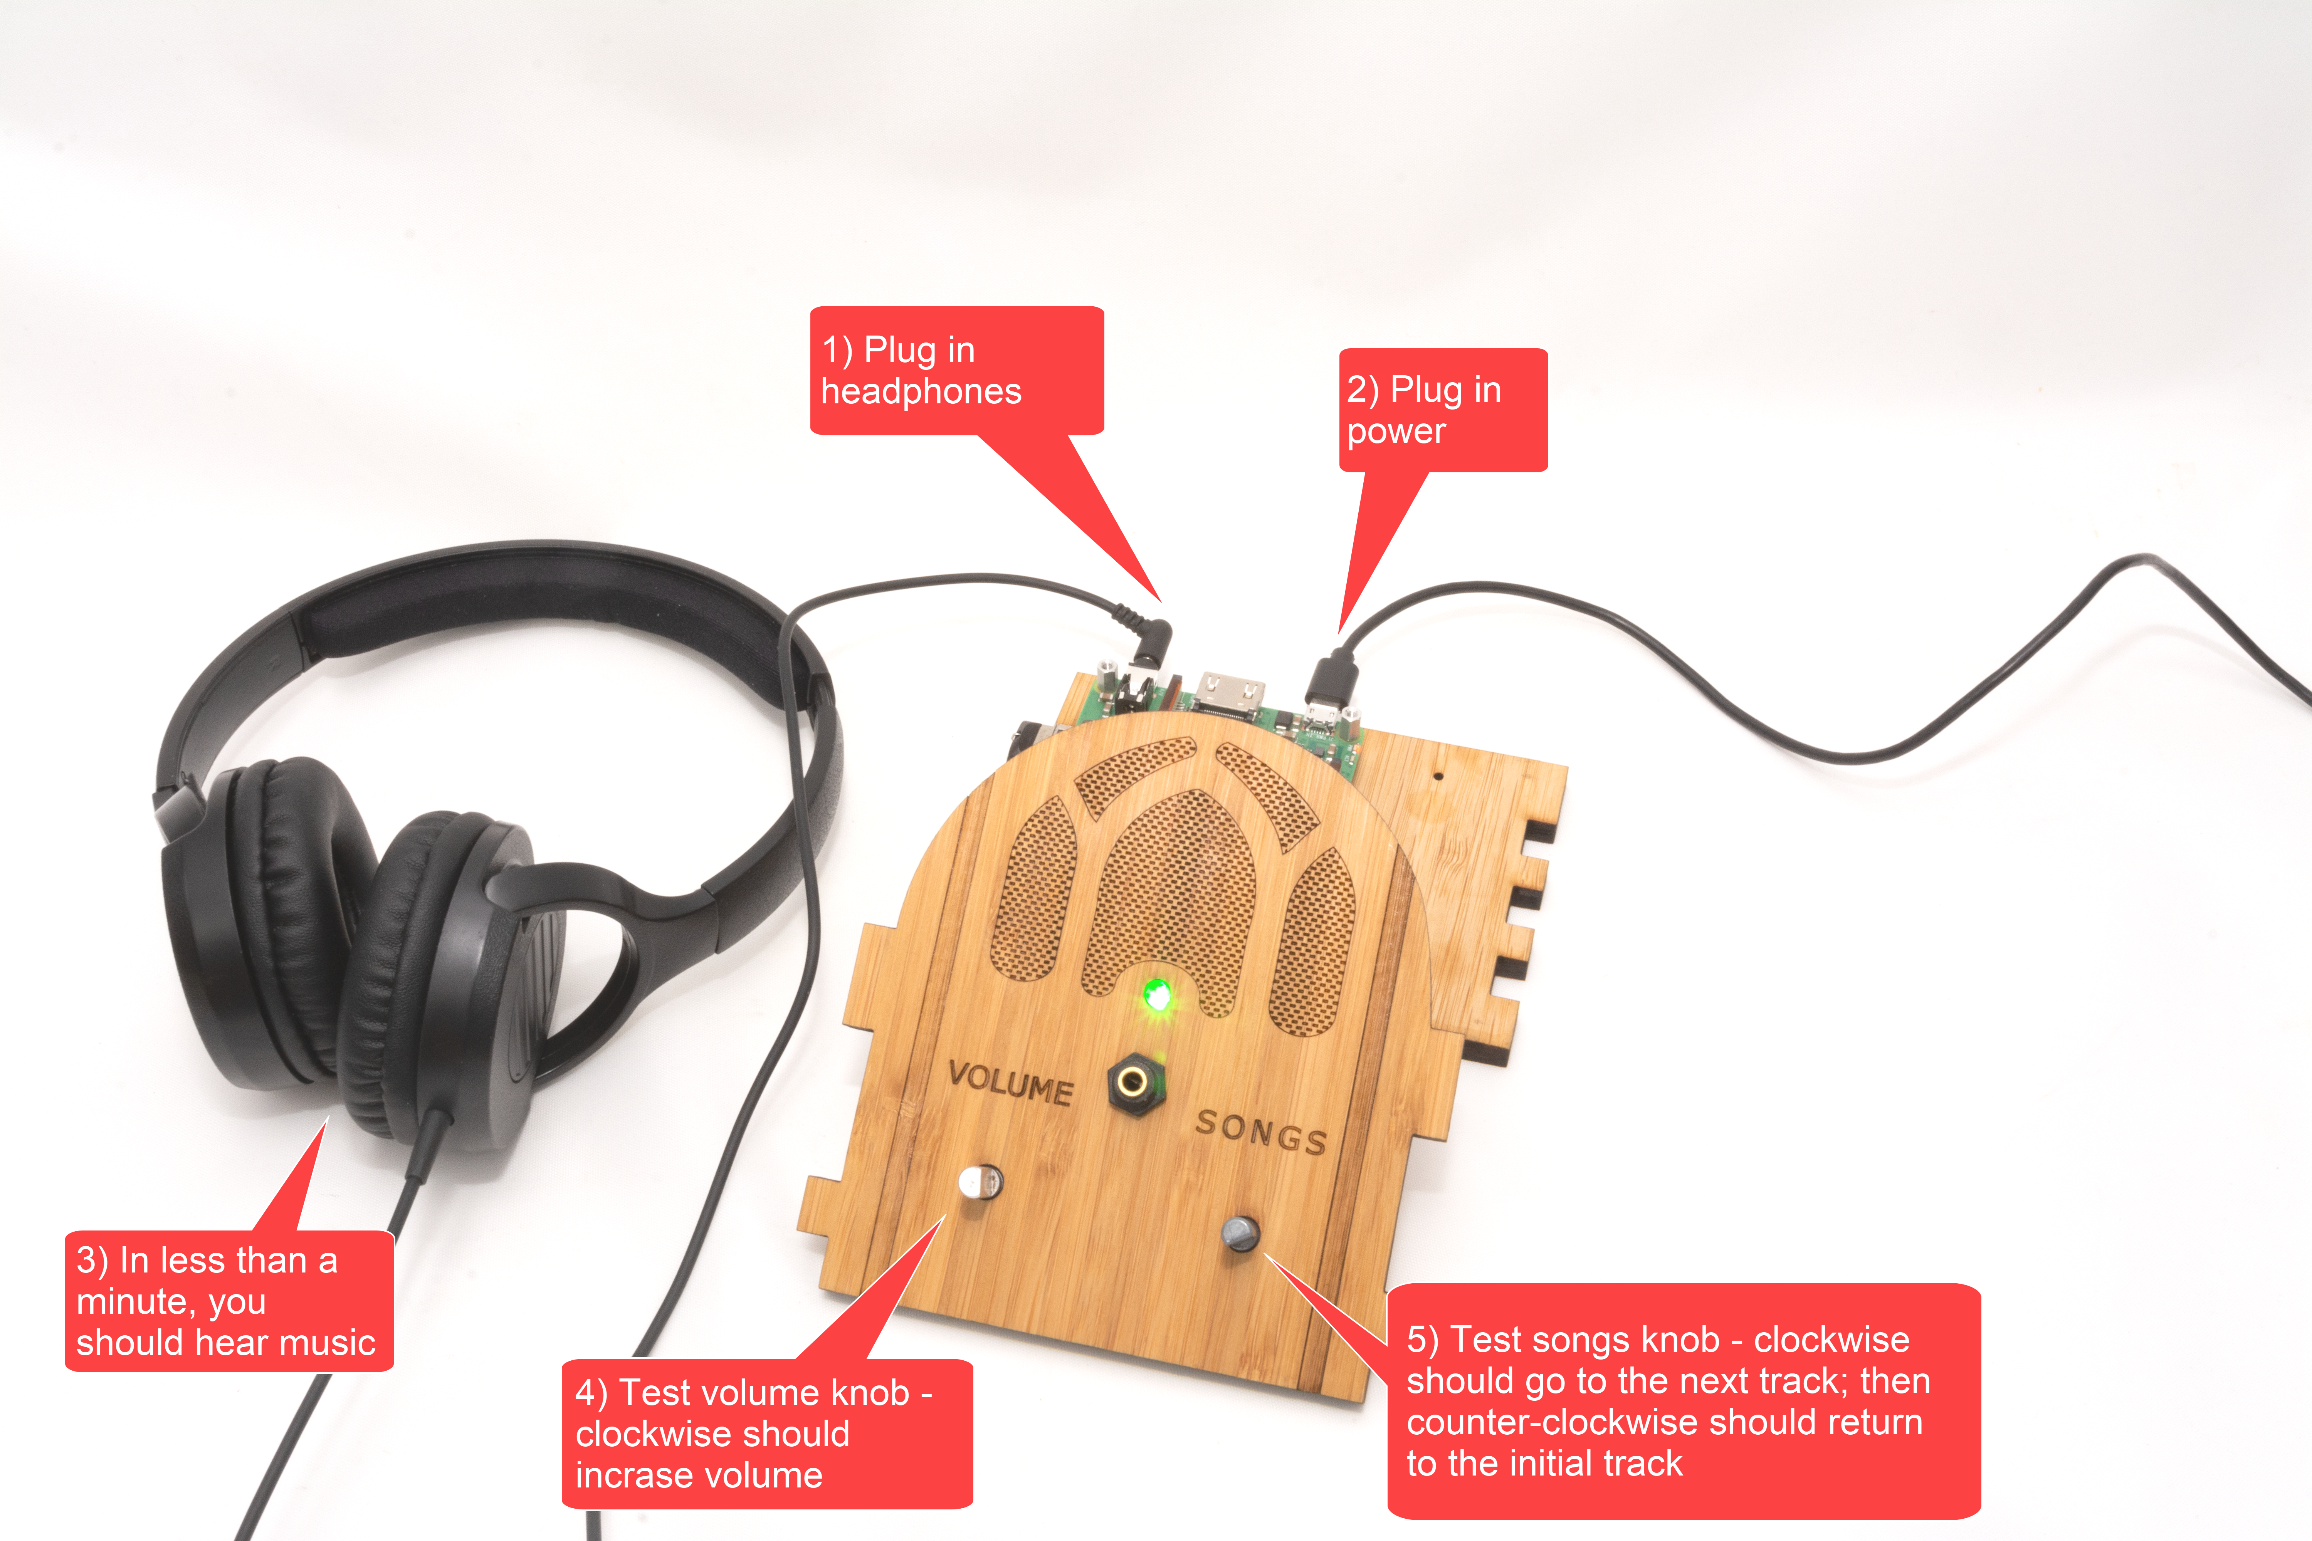 1) Plug in
headphones
2) Plug in
power
VOLUME
SONGS
3) In less than a
minute, you
should hear music
4) Test volume knob -
clockwise should
incrase volume
5) Test songs knob - clockwise
should go to the next track; then
counter-clockwise should return
to the initial track